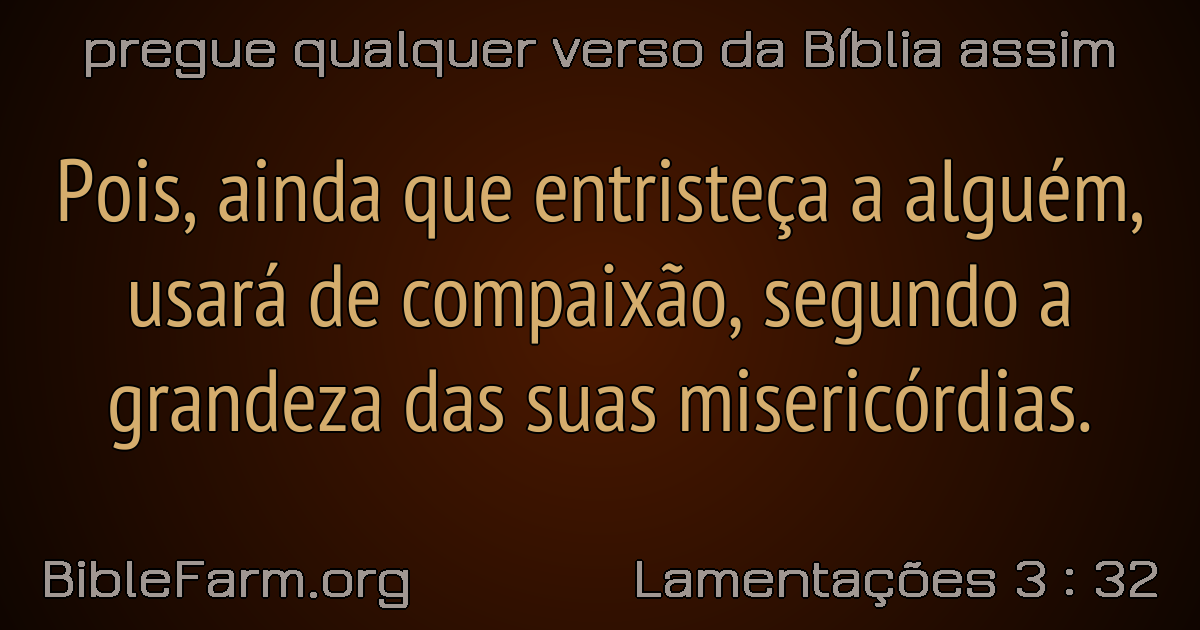 pregue qualquer verso da Bíblia assim
Pois, ainda que entristeça a alguém,
usará de compaixão, segundo a
grandeza das suas misericórdias.
BibleFarm.org
Lamentações 3 : 32